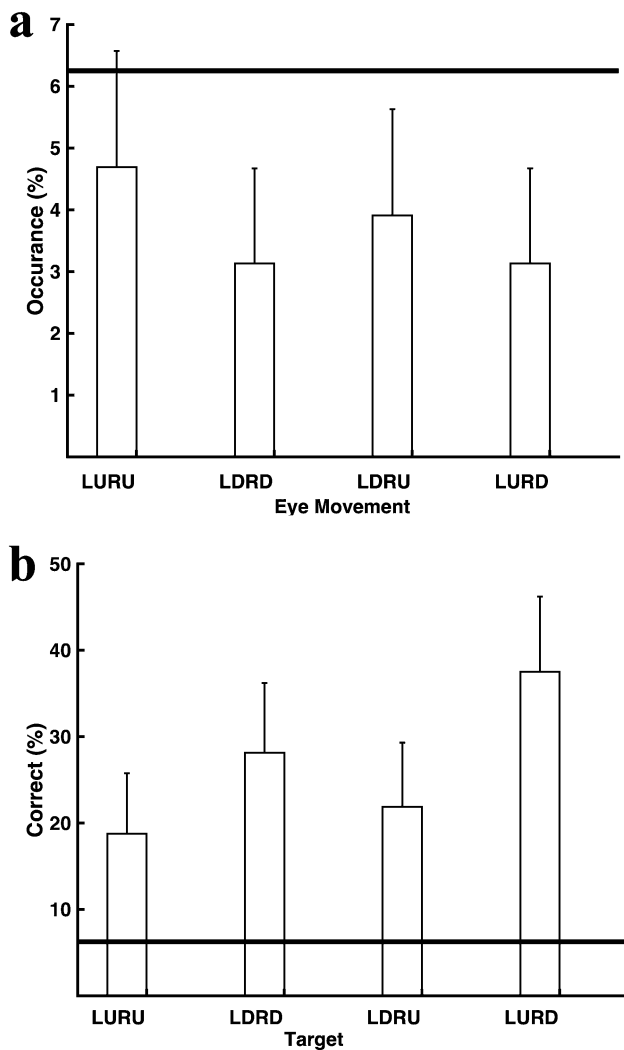 a
7
6
5
4
3
2
1
Occurance (%)
LURU LDRD LDRU LURD
Eye Movement
b
50
40
30
20
10
Correct (%)
LURU LDRD LDRU LURD
Target